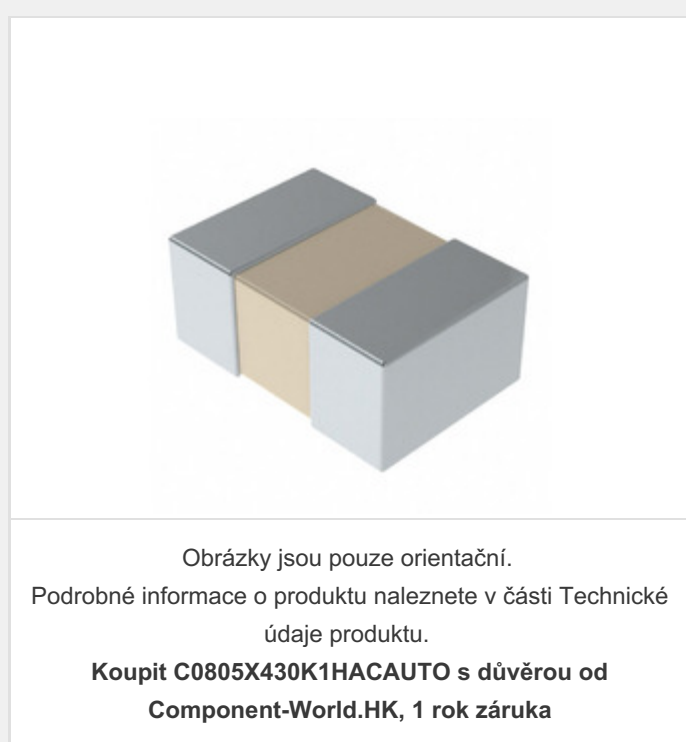 Obrázky jsou pouze orientační.
Podrobné informace o produktu naleznete v části Technické
údaje produktu.
Koupit C0805X430K1HACAUTO s důvěrou od
Component-World.HK, 1 rok záruka